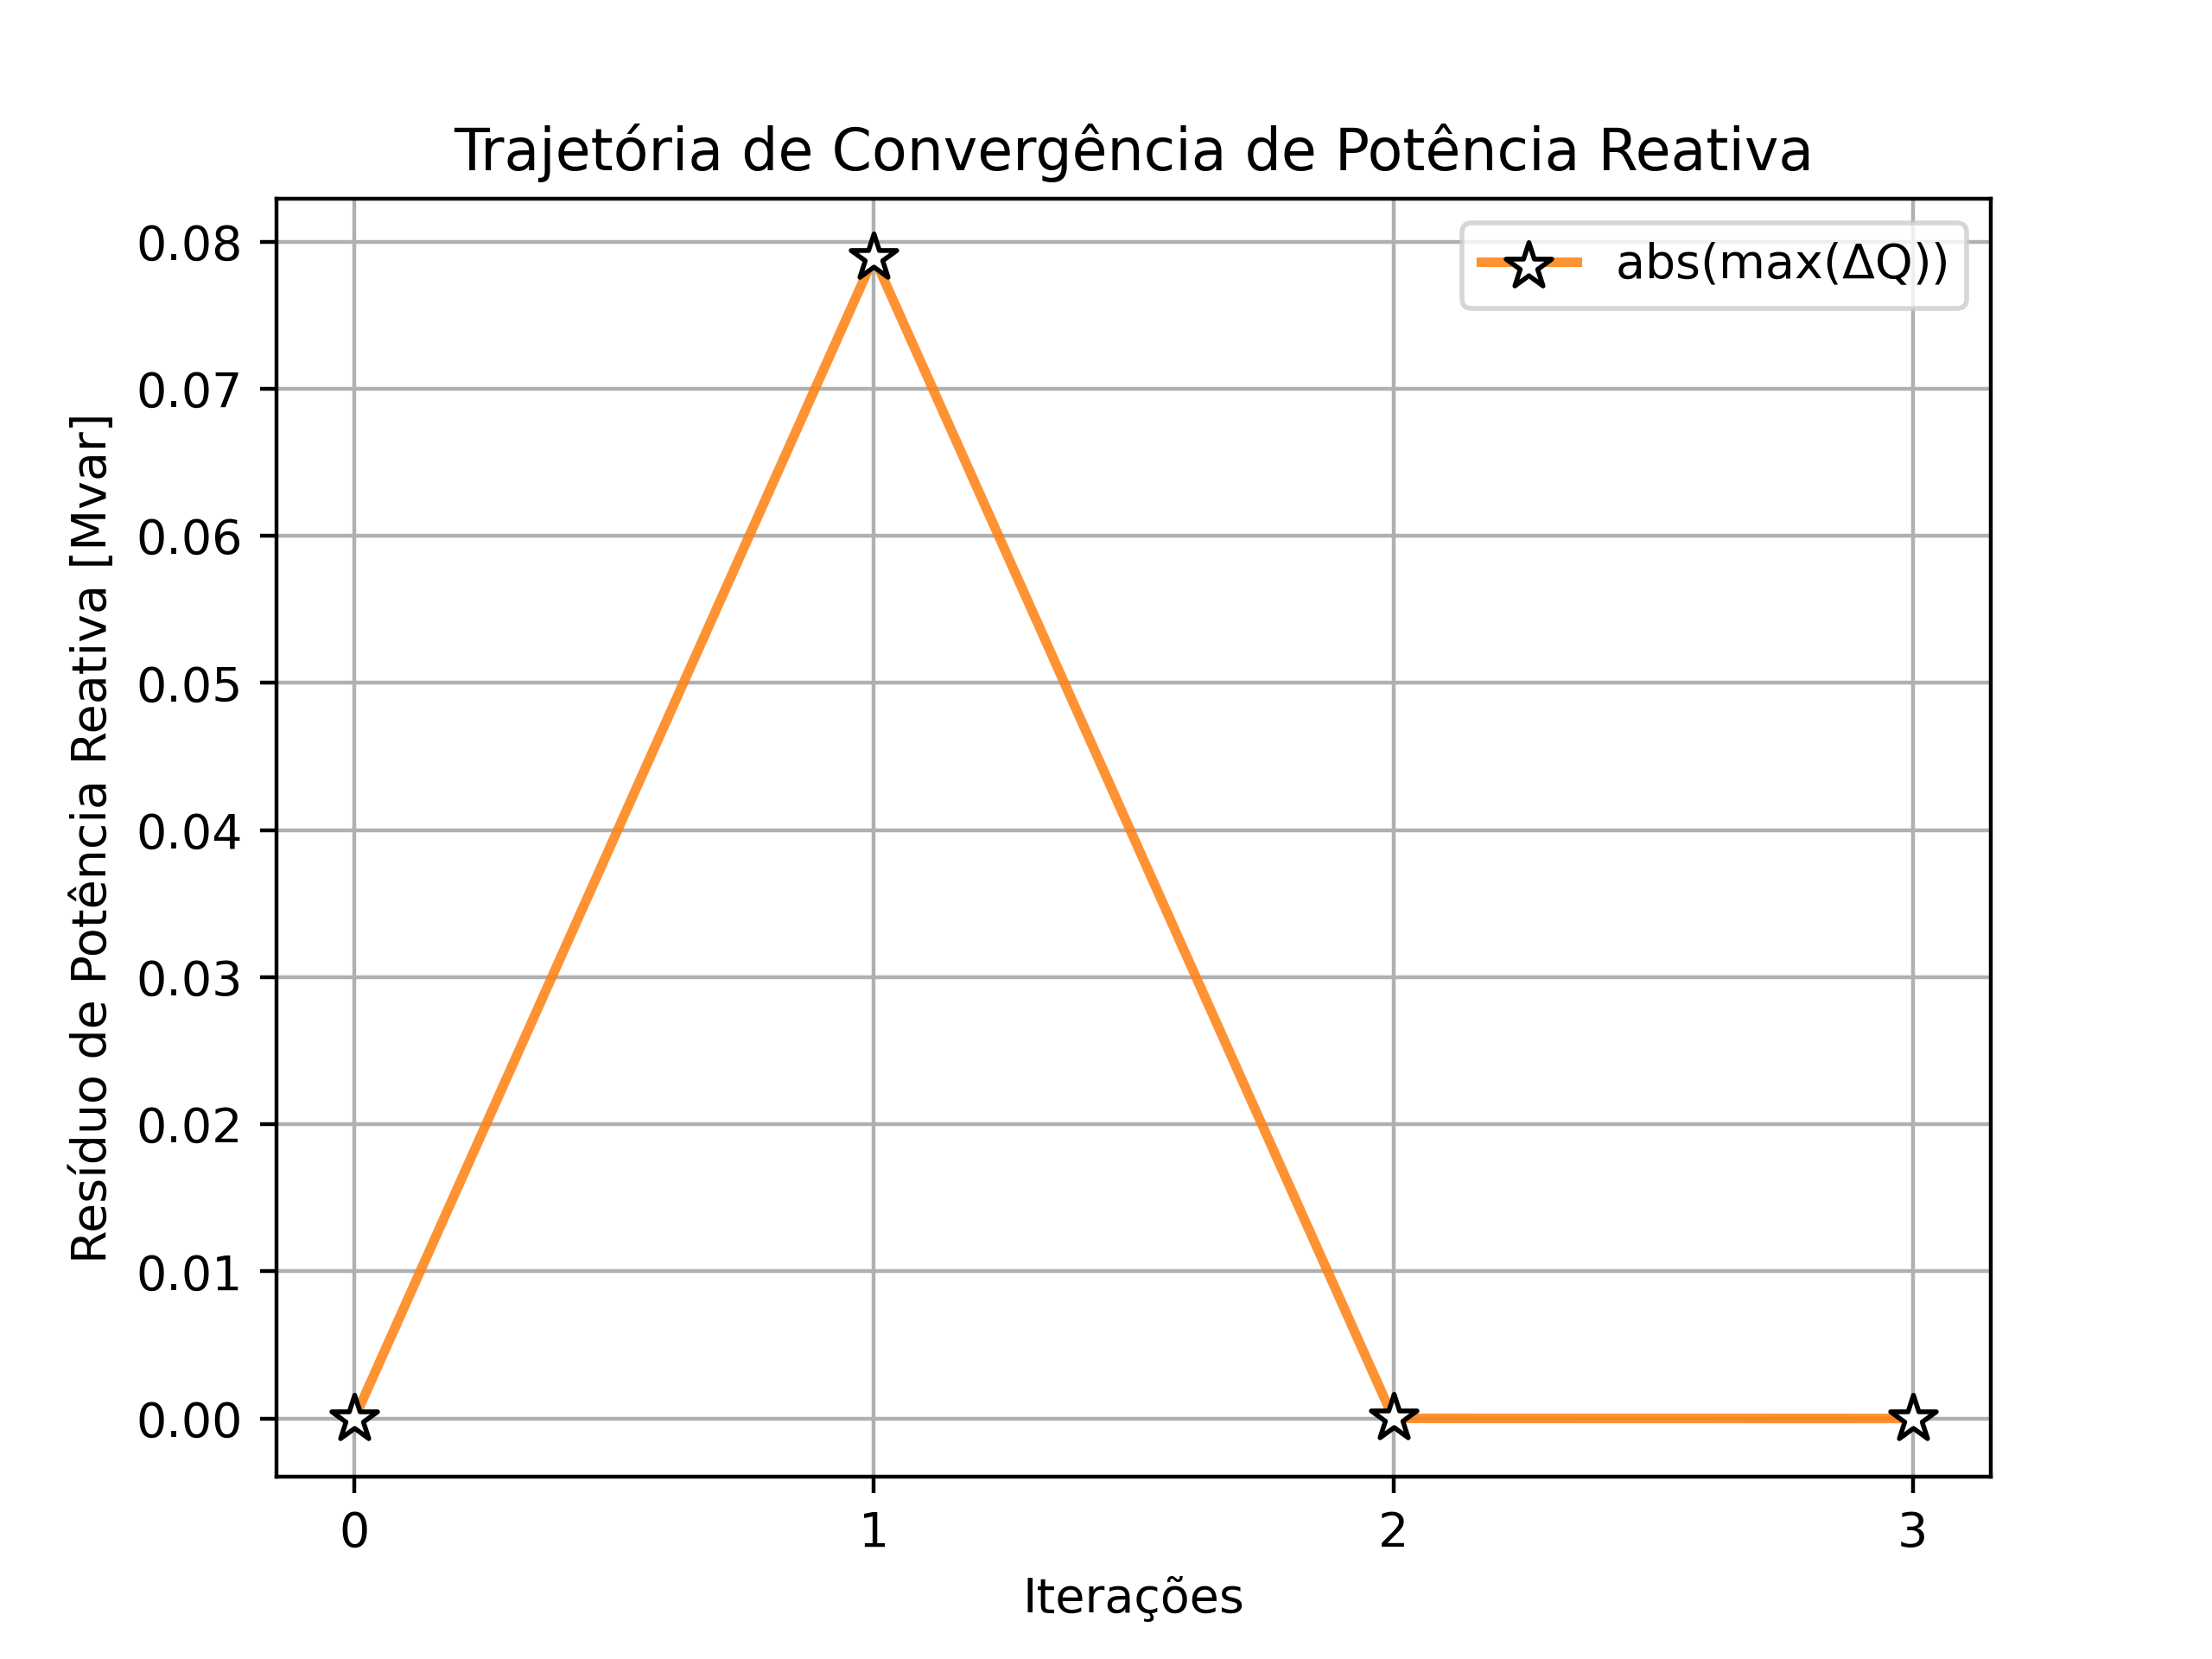 Trajetória de Convergência de Potência Reativa
abs(max(ΔQ))
Resíduo de Potência Reativa [Mvar]
0.08
0.07
0.06
0.05
0.04
0.03
0.02
0.01
0.00
0 1 2 3
Iterações